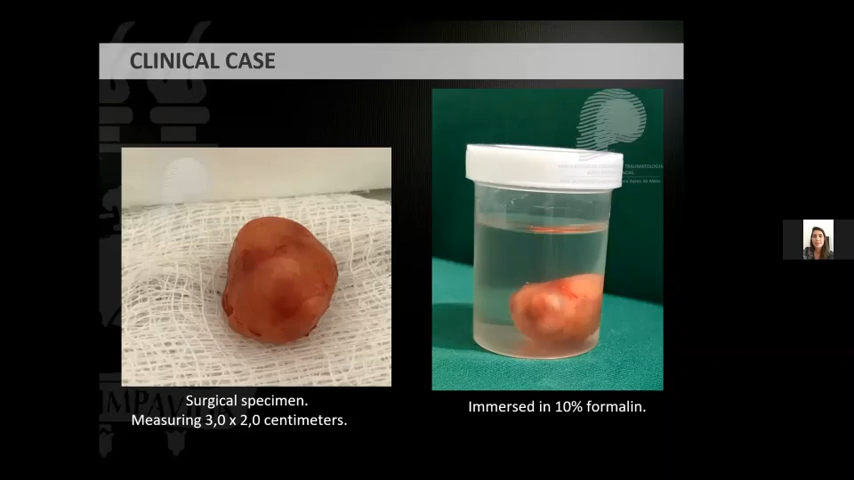 CLINICAL CASE
Surgical specimen.
Measuring 3,0 x 2,0 centimeters.
Immersed in 10% formalin.